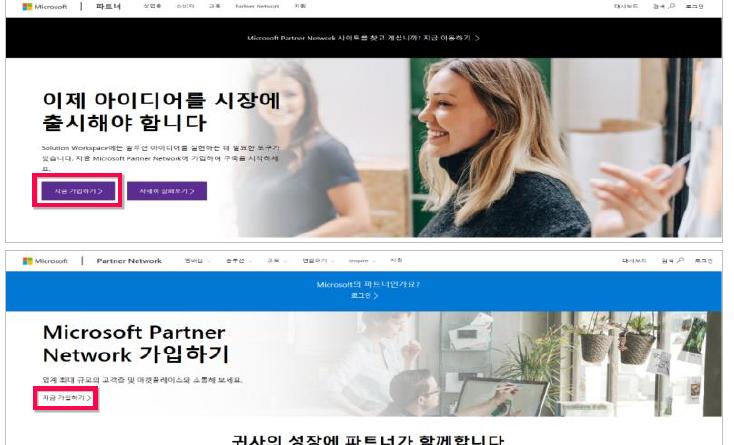 Microsoft | 파트너 상업용 소비자 교육 Partner Network 지원 대시보드 검색 로그인
Microsoft Partner Network 사이트를 찾고 계십니까? 지금 이동하기 >
이제 아이디어를 시장에
출시해야 합니다
Solution Workspace에는 솔루션 아이디어를 실현하는 데 필요한 도구가
있습니다. 지금 Microsoft Partner Network에 가입하여 구축을 시작하세
요.
지금 가입하기 > 자세히 살펴보기 >
Microsoft | Partner Network 멤버십 솔루션 교육 연결하기 Inspire 지원 대시보드 검색 로그인
Microsoft의 파트너인가요?
로그인 >
Microsoft Partner
Network 가입하기
업계 최대 규모의 고객층 및 마켓플레이스와 소통해 보세요.
지금 가입하기 >
귀사의 성장에 파트너가 함께합니다